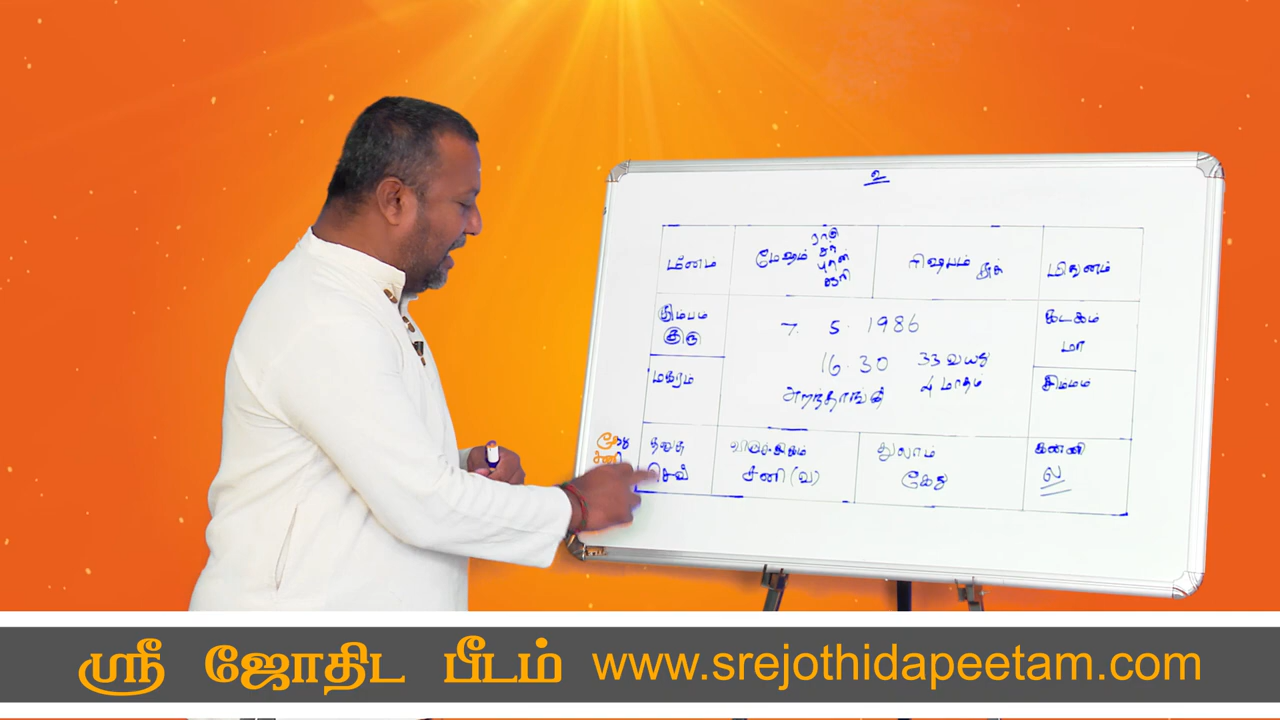 உ
மீனம்
மேஷம்
ராகு
சூரி
புதன்
ரிஷபம் சுக்
மிதுனம்
கும்பம்
குரு
7. 5. 1986
கடகம்
மா
16.30 33 வயது
4 மாதம்
அறந்தாங்கி
மகரம்
சிம்மம்
கேது
சனி
தனுசு
செவ்
விருச்சிகம்
சனி (வ)
துலாம்
கேது
கன்னி
ல
ஸ்ரீ ஜோதிட பீடம் www.srejothidapeetam.com